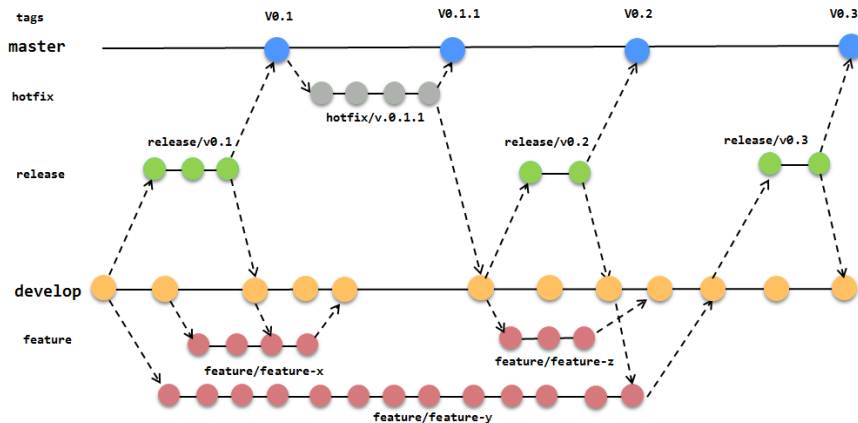 tags V0.1 V0.1.1 V0.2 V0.3
master
hotfix
hotfix/v.0.1.1
release/v0.1 release/v0.2 release/v0.3
release
develop
feature
feature/feature-x feature/feature-z
feature/feature-y